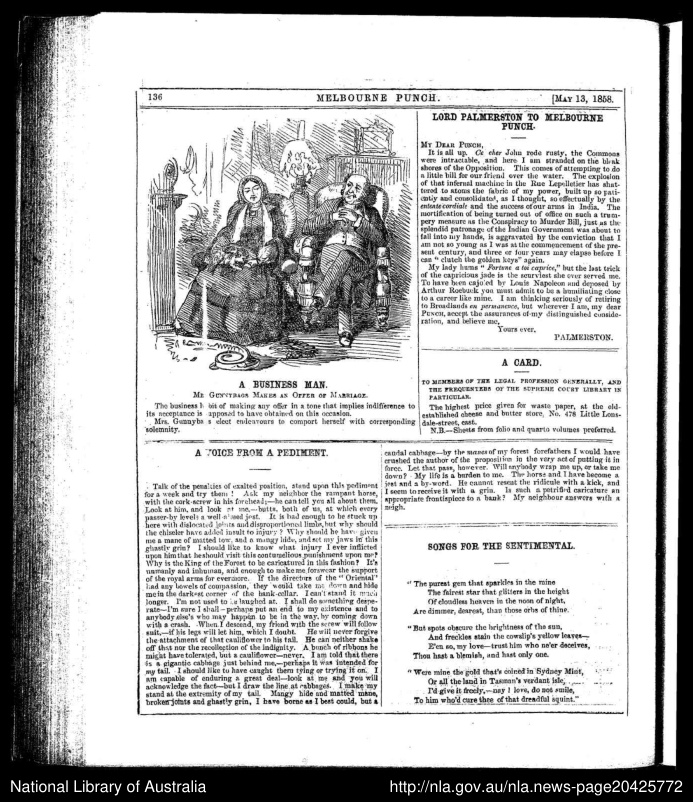 136
MELBOURNE PUNCH.
[MAY 13, 1858.
A BUSINESS MAN.
MR GUNNYBAGS MAKES AN OFFER OF MARRIAGE.
The business h bit of making any offer in a tone that implies indifference to
its acceptance is apposed to have obtained on this occasion.
Mrs. Gunnyba s elect endeavours to comport herself with corresponding
solemnity.
LORD PALMERSTON TO MELBOURNE
PUNCH.
MY DEAR PUNCH,
It is all up. Ce cher John rode rusty, the Commons
were intractable, and here I am stranded on the bleak
shores of the Opposition. This comes of attempting to do
a little bill for our friend over the water. The explosion
of that infernal machine in the Rue Lepelletier has shat-
tered to atoms the fabric of my power, built up so pati-
ently and consolidated, as I thought, so effectually by the
entente cordiale and the success of our arms in India. The
mortification of being turned out of office on such a trum-
pery measure as the Conspiracy to Murder Bill, just as the
splendid patronage of the Indian Government was about to
fall into my hands, is aggravated by the conviction that I
am not so young as I was at the commencement of the pre-
sent century, and three or four years may elapse before I
can " clutch the golden keys" again.
My lady hums " Fortune a toi caprice," but the last trick
of the capricious jade is the scurviest she ever served me.
To have been cajoled by Louis Napoleon and deposed by
Arthur Roebuck you must admit to be a humiliating close
to a career like mine. I am thinking seriously of retiring
to Broadlands en permanence, but wherever I am, my dear
PUNCH, accept the assurances of my distinguished conside-
ration, and believe me,
Yours ever,
PALMERSTON.
A CARD.
TO MEMBERS OF THE LEGAL PROFESSION GENERALLY, AND
THE FREQUENTERS OF THE SUPREME COURT LIBRARY IN
PARTICULAR.
The highest price given for waste paper, at the old-
established cheese and butter store, No. 478 Little Lons-
dale-street, east.
N.B.—Sheets from folio and quarto volumes preferred.
A VOICE FROM A PEDIMENT.
Talk of the penalties of exalted position, stand upon this pediment
for a week and try them ! Ask my neighbor the rampant horse,
with the cork-screw in his forehead;—he can tell you all about them.
Look at him, and look at me,—butts, both of us, at which every
passer-by levels a well-aimed jest. It is bad enough to be stuck up
here with dislocated joints and disproportioned limbs, but why should
the chiseler have added insult to injury ? Why should he have given
me a mane of matted tow, and a mangy hide, and set my jaws in this
ghastly grin? I should like to know what injury I ever inflicted
upon him that he should visit this contumelious punishment upon me?
Why is the King of the Forest to be caricatured in this fashion? It's
unmanly and inhuman, and enough to make me forswear the support
of the royal arms for evermore. If the directors of the " Oriental"
had any bowels of compassion, they would take me down and hide
me in the darkest corner of the bank-cellar. I can't stand it much
longer. I'm not used to be laughed at. I shall do something despe-
rate—I'm sure I shall—perhaps put an end to my existence and to
anybody else's who may happen to be in the way, by coming down
with a crash. When I descend, my friend with the screw will follow
suit,—if his legs will let him, which I doubt. He will never forgive
the attachment of that cauliflower to his tail. He can neither shake
off that nor the recollection of the indignity. A bunch of ribbons he
might have tolerated, but a cauliflower—never. I am told that there
is a gigantic cabbage just behind me,—perhaps it was intended for
my tail. I should like to have caught them tying or trying it on. I
am capable of enduring a great deal—look at me and you will
acknowledge the fact—but I draw the line at cabbages. I make my
stand at the extremity of my tail. Mangy hide and matted mane,
broken joints and ghastly grin, I have borne as I best could, but a
caudal cabbage—by the manes of my forest forefathers I would have
crushed the author of the proposition in the very act of putting it in
force. Let that pass, however. Will anybody wrap me up, or take me
down? My life is a burden to me. The horse and I have become a
jest and a by-word. He cannot resent the ridicule with a kick, and
I seem to receive it with a grin. Is such a petrified caricature an
appropriate frontispiece to a bank? My neighbour answers with a
neigh.
SONGS FOR THE SENTIMENTAL.
" The purest gem that sparkles in the mine
The fairest star that glitters in the height
Of cloudless heaven in the noon of night,
Are dimmer, dearest, than those orbs of thine.
"But spots obscure the brightness of the sun,
And freckles stain the cowslip's yellow leaves—
E'en so, my love—trust him who ne'er deceives,
Thou hast a blemish, and hast only one.
" Were mine the gold that's coined in Sydney Mint,
Or all the land in Tasman's verdant isle,
I'd give it freely,—nay ! love, do not smile,
To him who'd cure thee of that dreadful squint."
National Library of Australia
http://nla.gov.au/nla.news-page20425772